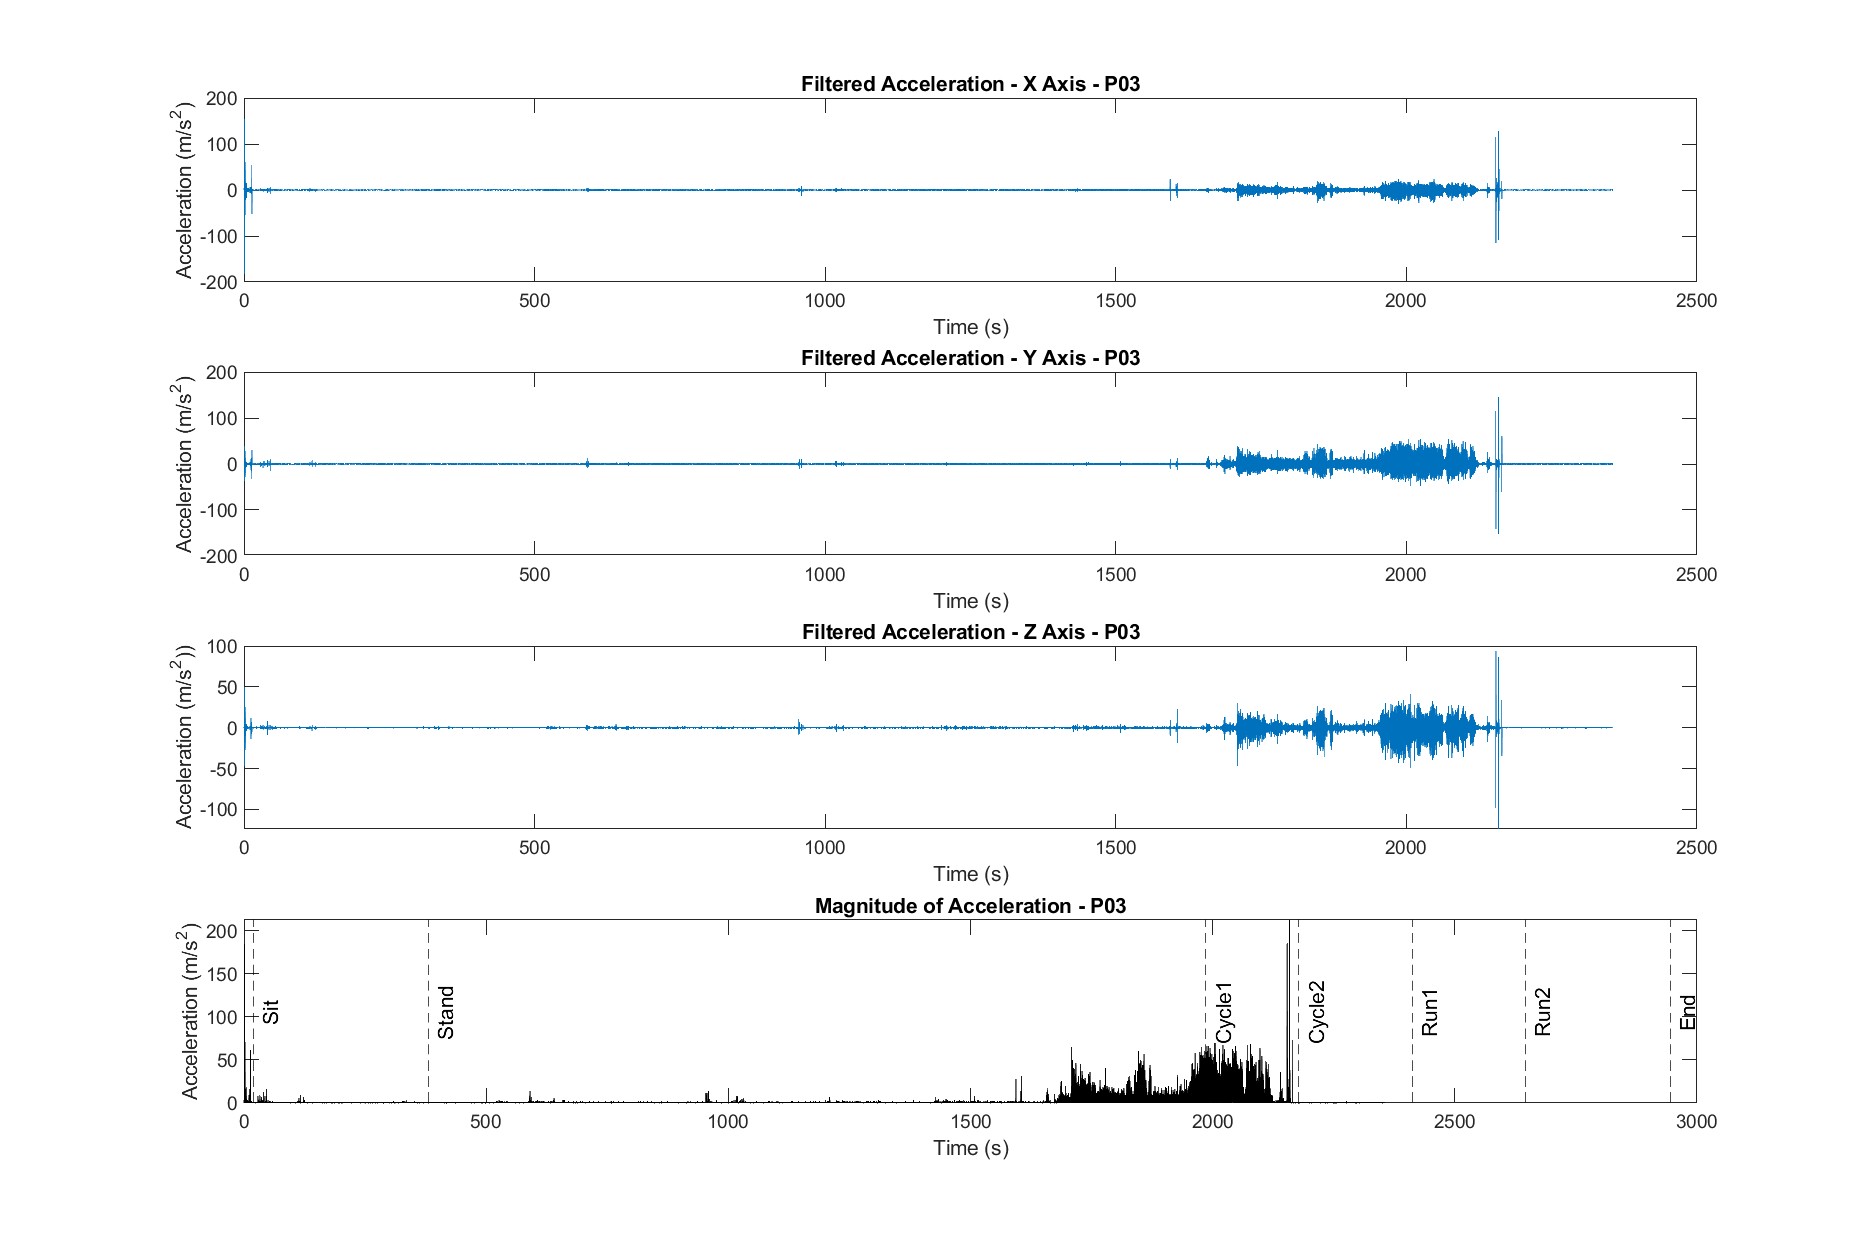 Filtered Acceleration - X Axis - P03
200
100
0
-100
-200
Acceleration (m/s²)
0 500 1000 1500 2000 2500
Time (s)
Filtered Acceleration - Y Axis - P03
200
100
0
-100
-200
Acceleration (m/s²)
0 500 1000 1500 2000 2500
Time (s)
Filtered Acceleration - Z Axis - P03
100
50
0
-50
-100
Acceleration (m/s²))
0 500 1000 1500 2000 2500
Time (s)
Magnitude of Acceleration - P03
200
150
100
50
0
Acceleration (m/s²)
Sit Stand Cycle1 Cycle2 Run1 Run2 End
0 500 1000 1500 2000 2500 3000
Time (s)